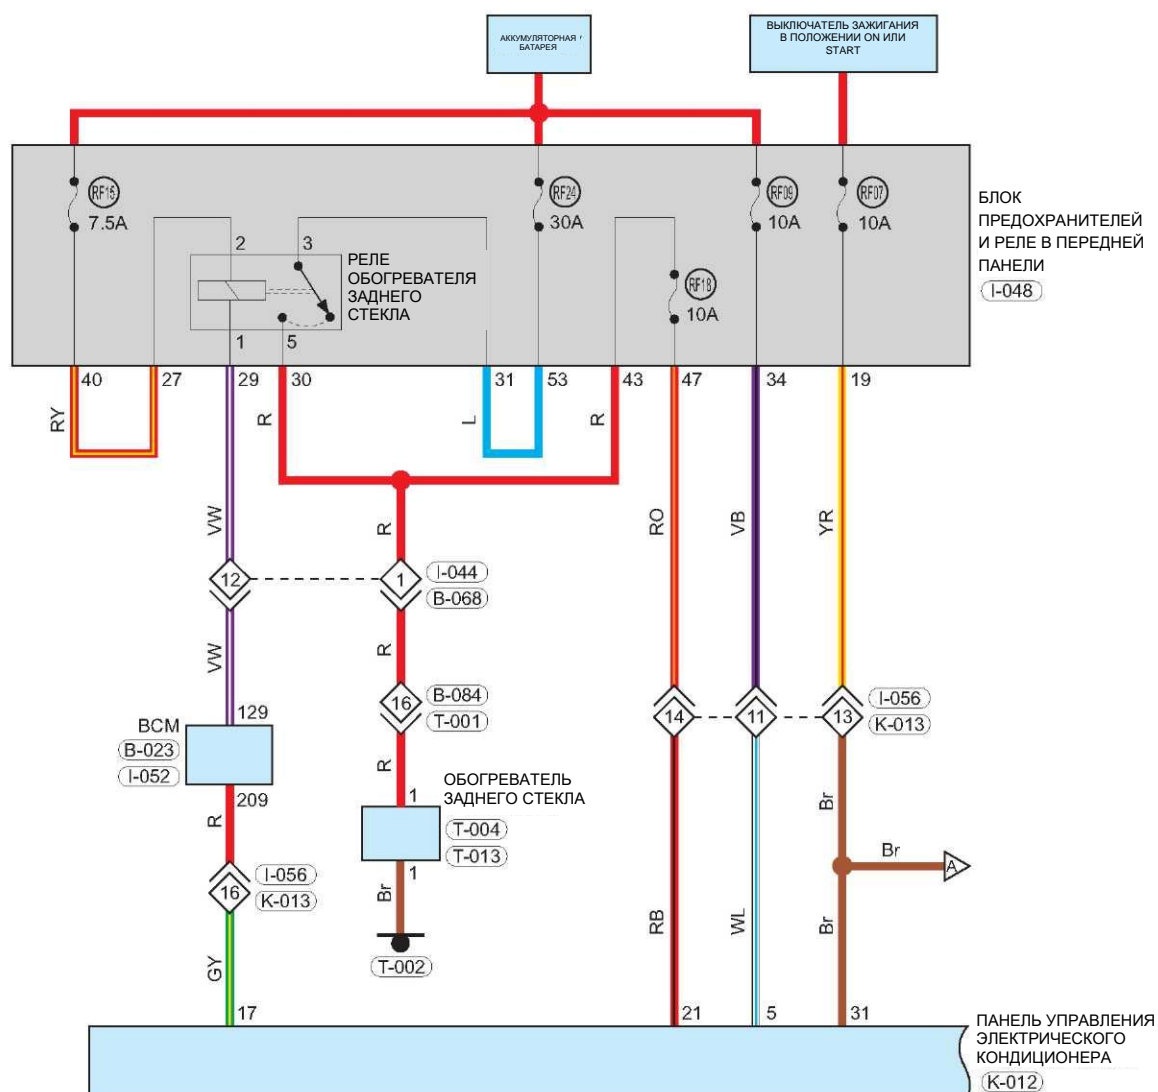 АККУМУЛЯТОРНАЯ
БАТАРЕЯ
ВЫКЛЮЧАТЕЛЬ ЗАЖИГАНИЯ
В ПОЛОЖЕНИИ ON ИЛИ
START
RF15
7.5A
RF24
30A
RF09
10A
RF07
10A
БЛОК
ПРЕДОХРАНИТЕЛЕЙ
И РЕЛЕ В ПЕРЕДНЕЙ
ПАНЕЛИ
I-048
2
3
РЕЛЕ
ОБОГРЕВАТЕЛЯ
ЗАДНЕГО
СТЕКЛА
RF18
10A
1
5
40
27
29
30
31
53
43
47
34
19
RY
R
L
R
VW
R
RO
VB
YR
12
1
I-044
B-068
VW
R
16
B-084
T-001
14
11
13
I-056
K-013
129
BCM
B-023
I-052
209
R
R
1
ОБОГРЕВАТЕЛЬ
ЗАДНЕГО СТЕКЛА
T-004
T-013
1
Br
Br
A
16
I-056
K-013
Br
T-002
GY
RB
WL
Br
17
21
5
31
ПАНЕЛЬ УПРАВЛЕНИЯ
ЭЛЕКТРИЧЕСКОГО
КОНДИЦИОНЕРА
K-012